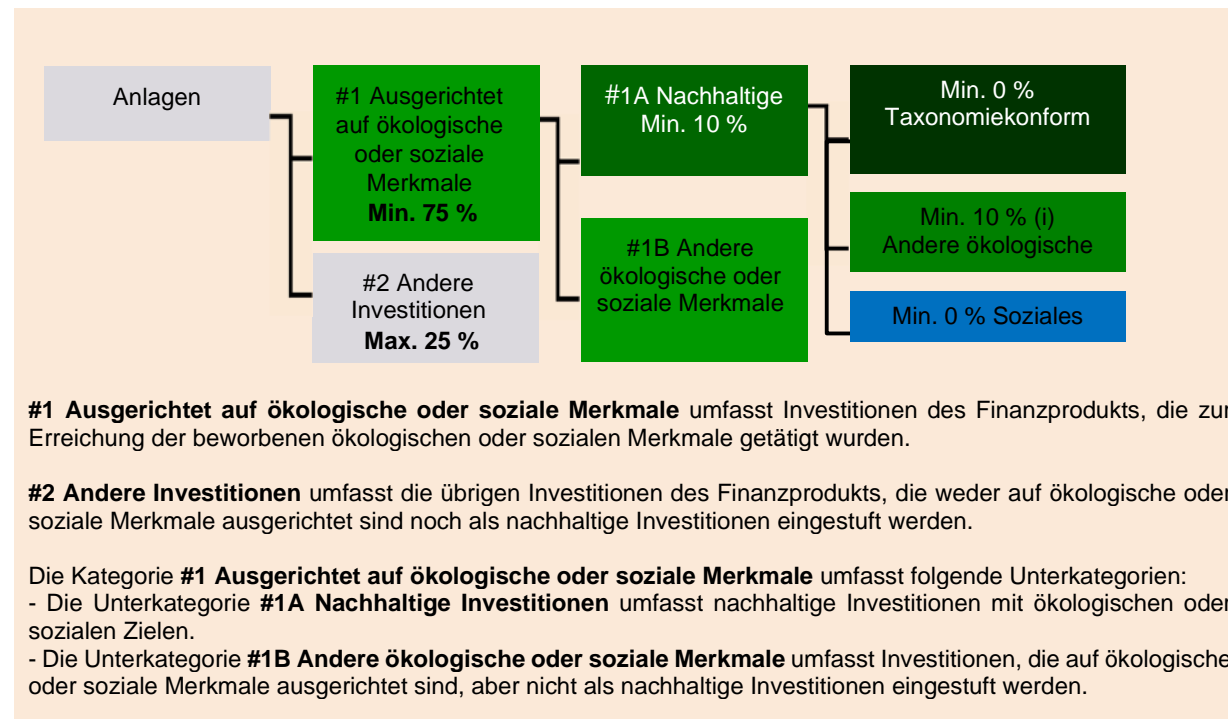 Anlagen
#1 Ausgerichtet
auf ökologische
oder soziale
Merkmale
Min. 75 %
#2 Andere
Investitionen
Max. 25 %
#1A Nachhaltige
Min. 10 %
#1B Andere
ökologische oder
soziale Merkmale
Min. 0 %
Taxonomiekonform
Min. 10 % (i)
Andere ökologische
Min. 0 % Soziales
#1 Ausgerichtet auf ökologische oder soziale Merkmale umfasst Investitionen des Finanzprodukts, die zur
Erreichung der beworbenen ökologischen oder sozialen Merkmale getätigt wurden.
#2 Andere Investitionen umfasst die übrigen Investitionen des Finanzprodukts, die weder auf ökologische oder
soziale Merkmale ausgerichtet sind noch als nachhaltige Investitionen eingestuft werden.
Die Kategorie #1 Ausgerichtet auf ökologische oder soziale Merkmale umfasst folgende Unterkategorien:
- Die Unterkategorie #1A Nachhaltige Investitionen umfasst nachhaltige Investitionen mit ökologischen oder
sozialen Zielen.
- Die Unterkategorie #1B Andere ökologische oder soziale Merkmale umfasst Investitionen, die auf ökologische
oder soziale Merkmale ausgerichtet sind, aber nicht als nachhaltige Investitionen eingestuft werden.